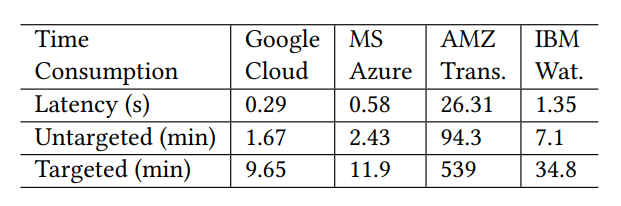 Time Google MS AMZ IBM
Consumption Cloud Azure Trans. Wat.
Latency (s) 0.29 0.58 26.31 1.35
Untargeted (min) 1.67 2.43 94.3 7.1
Targeted (min) 9.65 11.9 539 34.8